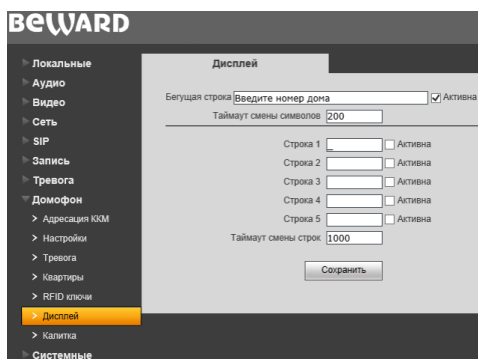 BEWARD
Локальные
Аудио
Видео
Сеть
SIP
Запись
Тревога
Домофон
Адресация ККМ
Настройки
Тревога
Квартиры
RFID ключи
Дисплей
Калитка
Системные
Дисплей
Бегущая строка Введите номер дома Активна
Таймаут смены символов 200
Строка 1 _ Активна
Строка 2 Активна
Строка 3 Активна
Строка 4 Активна
Строка 5 Активна
Таймаут смены строк 1000
Сохранить